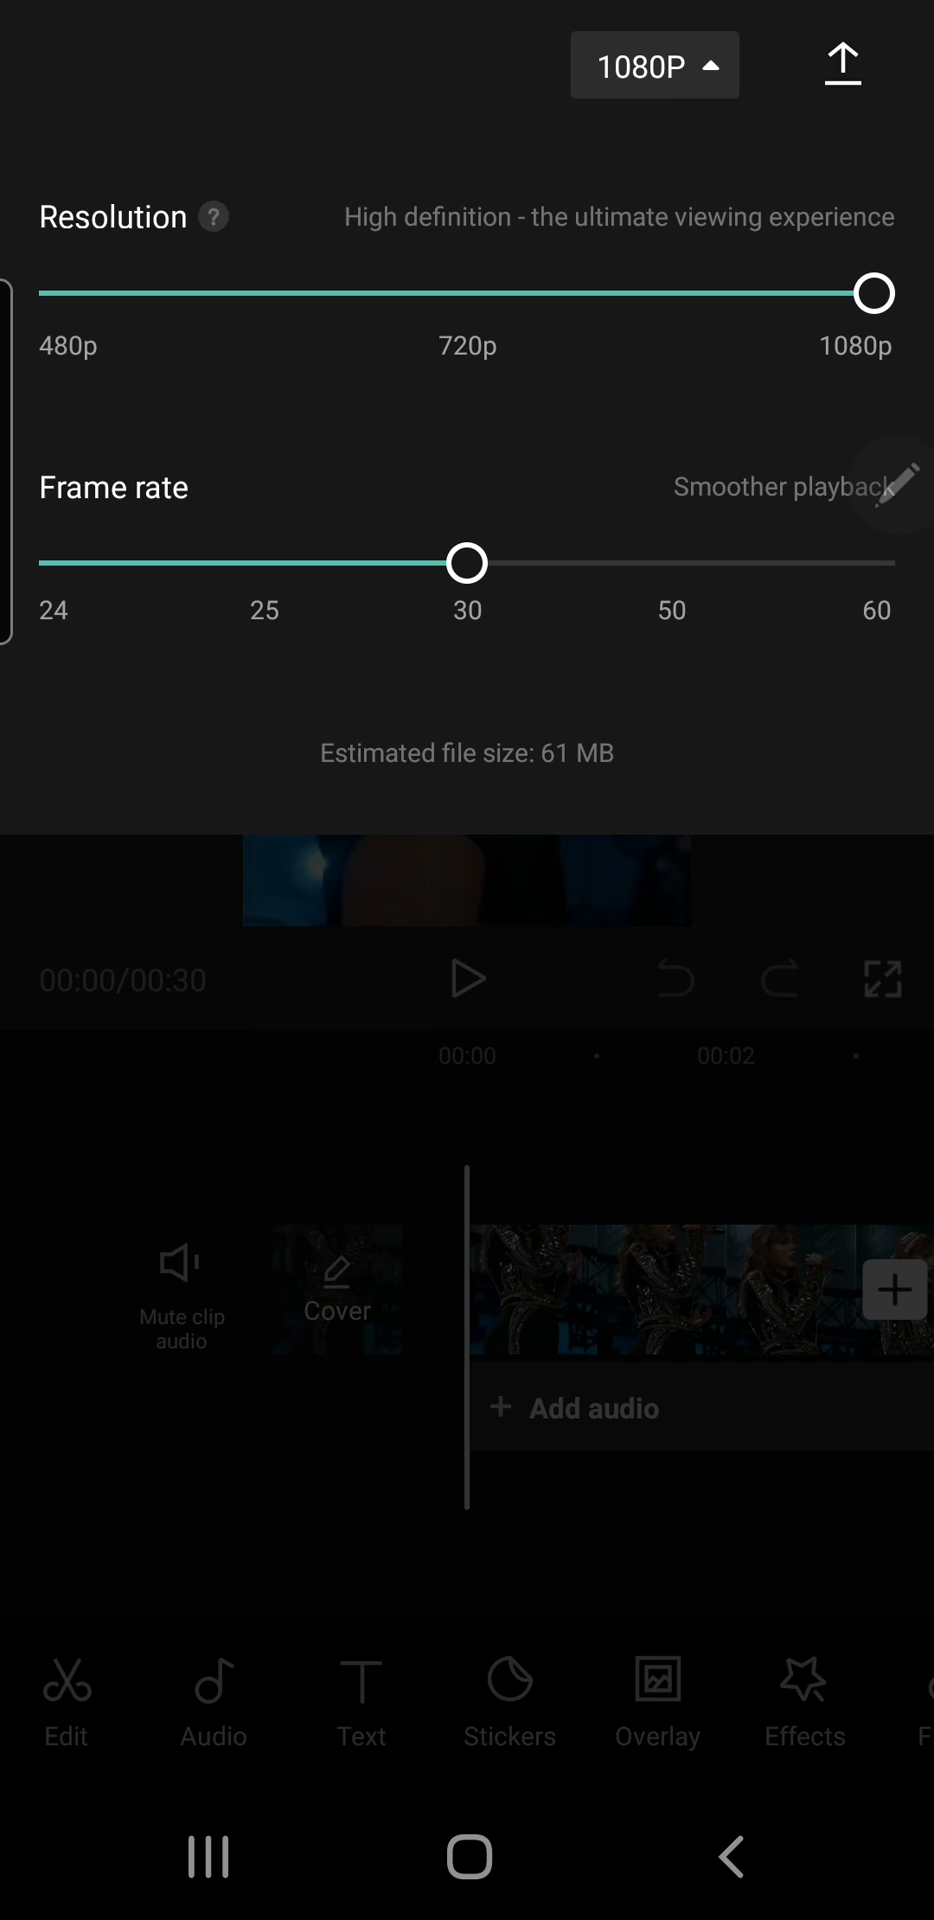 1080P
Resolution ? High definition - the ultimate viewing experience
480p 720p 1080p
Frame rate Smoother playback
24 25 30 50 60
Estimated file size: 61 MB
00:00/00:30
00:00 00:02
Mute clip
audio
Cover
+ Add audio
Edit Audio Text Stickers Overlay Effects F